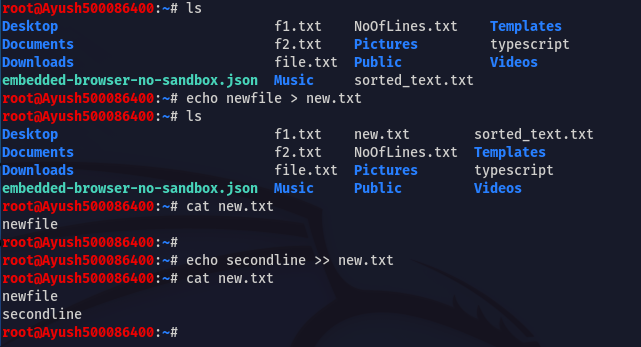 root@Ayush500086400:~# ls
Desktop f1.txt NoOfLines.txt Templates
Documents f2.txt Pictures typescript
Downloads file.txt Public Videos
embedded-browser-no-sandbox.json Music sorted_text.txt
root@Ayush500086400:~# echo newfile > new.txt
root@Ayush500086400:~# ls
Desktop f1.txt new.txt sorted_text.txt
Documents f2.txt NoOfLines.txt Templates
Downloads file.txt Pictures typescript
embedded-browser-no-sandbox.json Music Public Videos
root@Ayush500086400:~# cat new.txt
newfile
root@Ayush500086400:~#
root@Ayush500086400:~# echo secondline >> new.txt
root@Ayush500086400:~# cat new.txt
newfile
secondline
root@Ayush500086400:~#